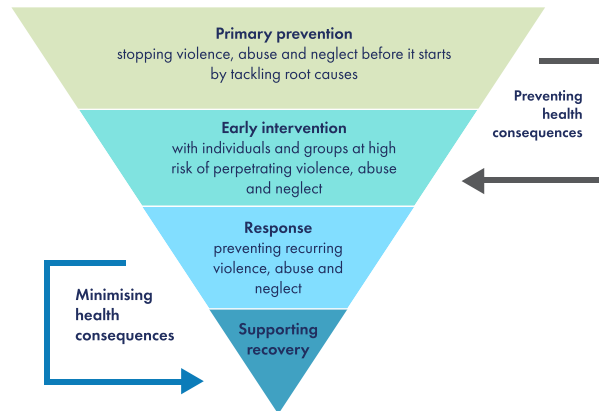 Primary prevention
stopping violence, abuse and neglect before it starts
by tackling root causes
Preventing
health
consequences
Early intervention
with individuals and groups at high
risk of perpetrating violence, abuse
and neglect
Response
preventing recurring
violence, abuse and
neglect
Minimising
health
consequences
Supporting
recovery